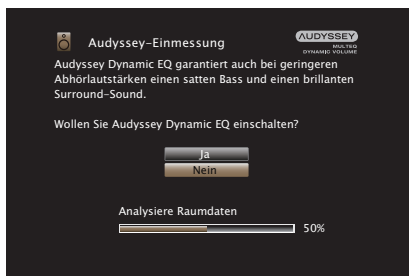 Audyssey-Einmessung
AUDYSSEY
MULTEQ
DYNAMIC VOLUME
Audyssey Dynamic EQ garantiert auch bei geringeren
Abhörlautstärken einen satten Bass und einen brillanten
Surround-Sound.
Wollen Sie Audyssey Dynamic EQ einschalten?
Ja
Nein
Analysiere Raumdaten
50%